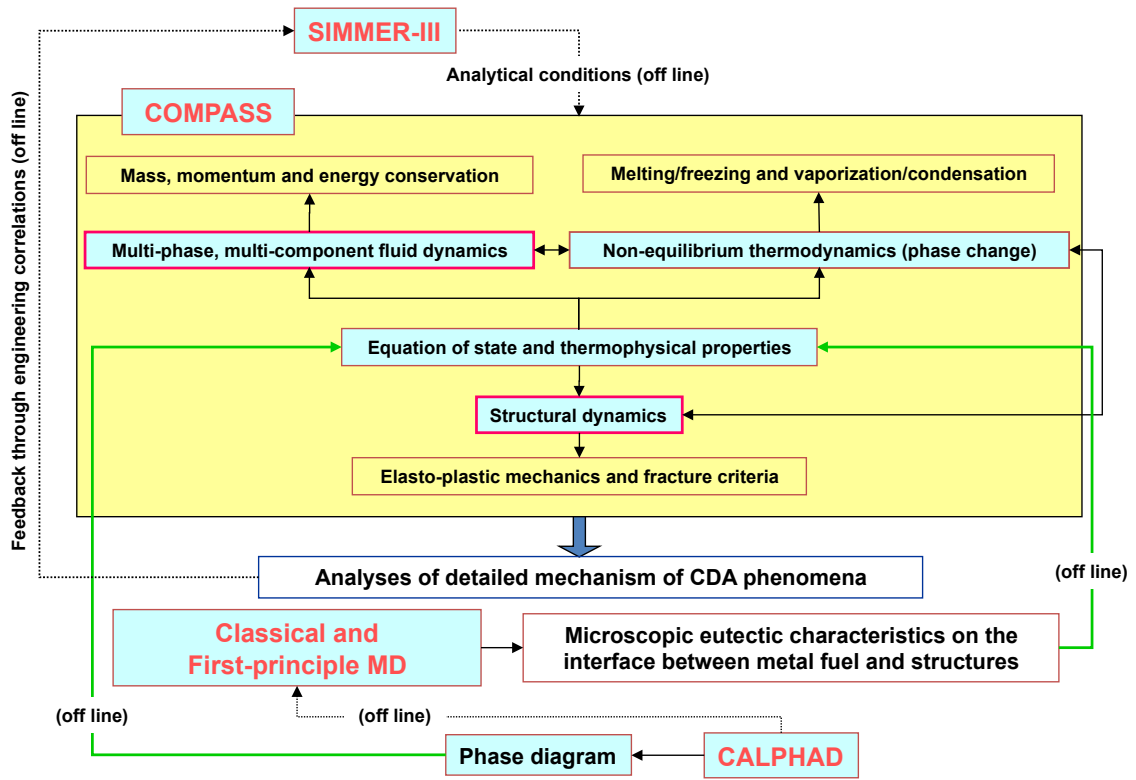 SIMMER-III
Analytical conditions (off line)
COMPASS
Mass, momentum and energy conservation
Melting/freezing and vaporization/condensation
Multi-phase, multi-component fluid dynamics
Non-equilibrium thermodynamics (phase change)
Equation of state and thermophysical properties
Structural dynamics
Elasto-plastic mechanics and fracture criteria
Feedback through engineering correlations (off line)
Analyses of detailed mechanism of CDA phenomena
(off line)
Classical and
First-principle MD
Microscopic eutectic characteristics on the
interface between metal fuel and structures
(off line)
(off line)
Phase diagram
CALPHAD